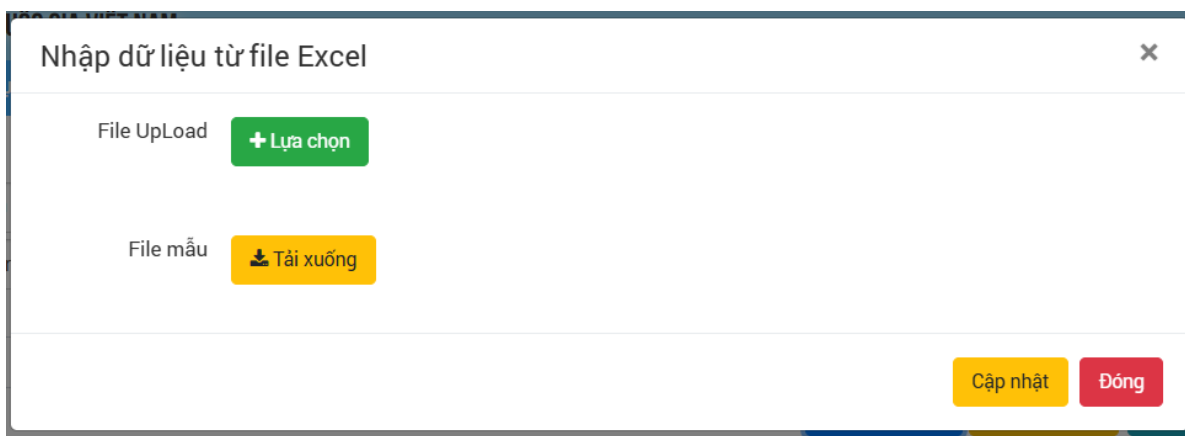 Nhập dữ liệu từ file Excel
×
File UpLoad
+ Lựa chọn
File mẫu
Tải xuống
Cập nhật
Đóng